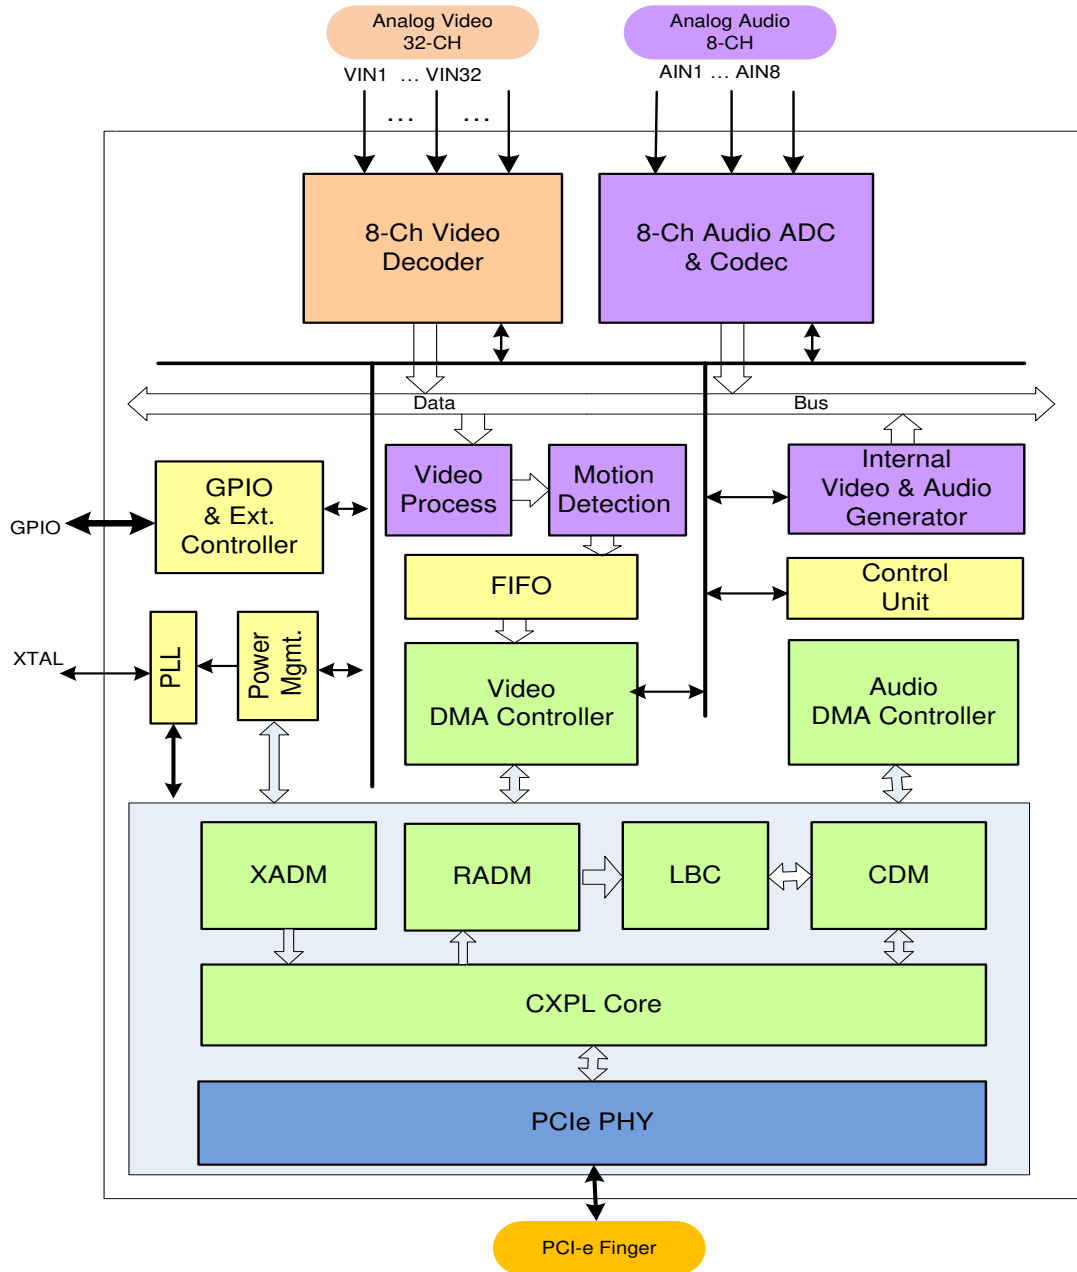 Analog Video
32-CH
Analog Audio
8-CH
VIN1 ... VIN32
AIN1 ... AIN8
... ...
8-Ch Video
Decoder
8-Ch Audio ADC
& Codec
Data Bus
GPIO
& Ext.
Controller
GPIO
Video
Process
Motion
Detection
Internal
Video & Audio
Generator
FIFO
Control
Unit
XTAL
PLL
Power
Mgmt.
Video
DMA Controller
Audio
DMA Controller
XADM
RADM
LBC
CDM
CXPL Core
PCIe PHY
PCI-e Finger